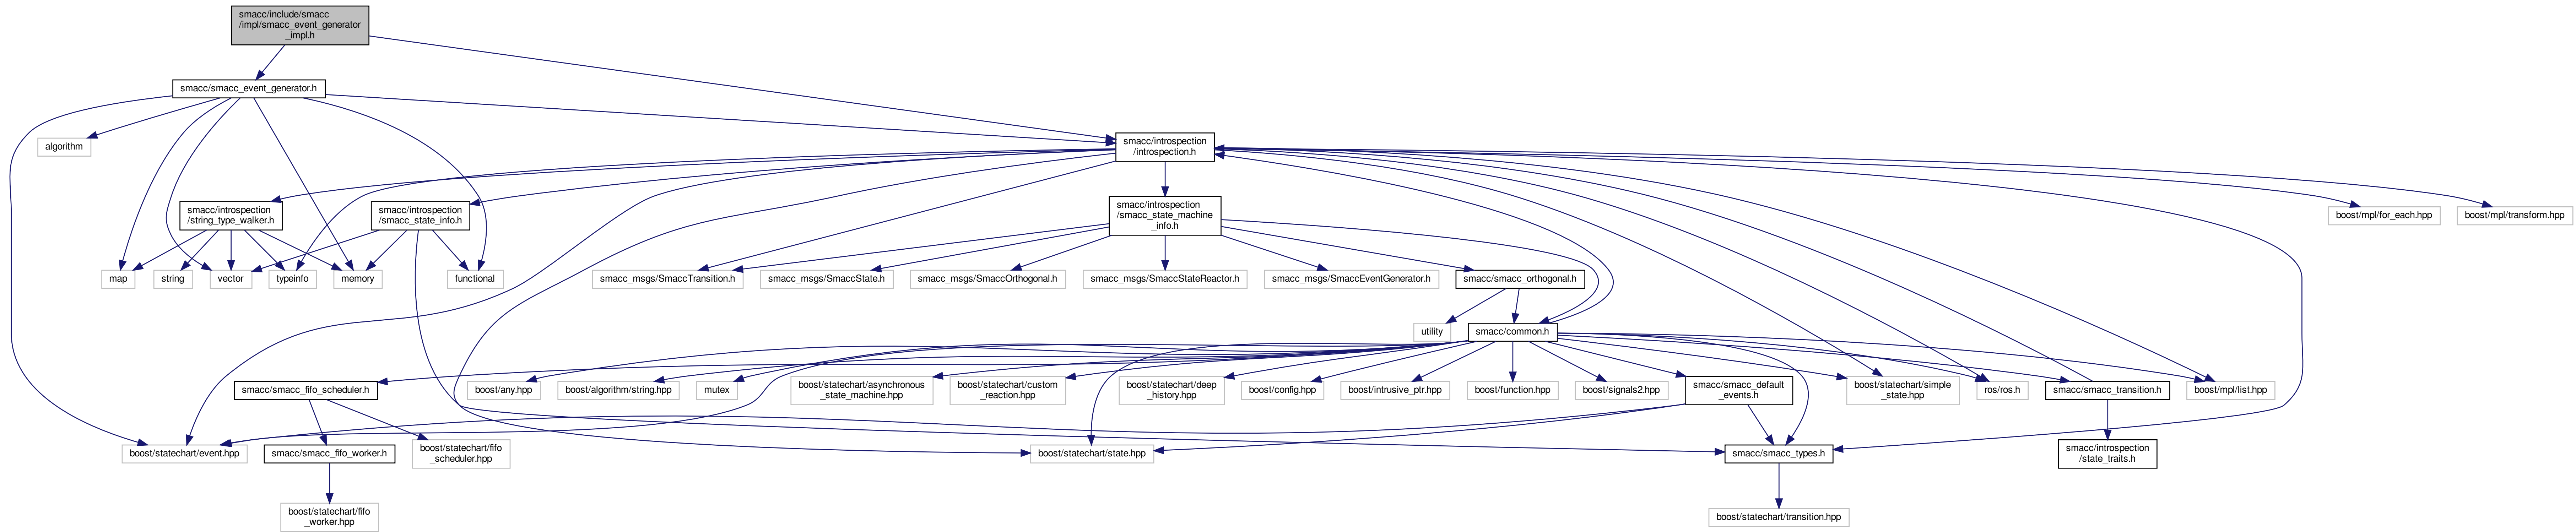 smacc/include/smacc
/impl/smacc_event_generator
_impl.h
smacc/smacc_event_generator.h
algorithm
smacc/introspection
/introspection.h
smacc/introspection
/string_type_walker.h
smacc/introspection
/smacc_state_info.h
smacc/introspection
/smacc_state_machine
_info.h
boost/mpl/for_each.hpp
boost/mpl/transform.hpp
map
string
vector
typeinfo
memory
functional
smacc_msgs/SmaccTransition.h
smacc_msgs/SmaccState.h
smacc_msgs/SmaccOrthogonal.h
smacc_msgs/SmaccStateReactor.h
smacc_msgs/SmaccEventGenerator.h
smacc/smacc_orthogonal.h
utility
smacc/common.h
smacc/smacc_fifo_scheduler.h
boost/any.hpp
boost/algorithm/string.hpp
mutex
boost/statechart/asynchronous
_state_machine.hpp
boost/statechart/custom
_reaction.hpp
boost/statechart/deep
_history.hpp
boost/config.hpp
boost/intrusive_ptr.hpp
boost/function.hpp
boost/signals2.hpp
smacc/smacc_default
_events.h
boost/statechart/simple
_state.hpp
ros/ros.h
smacc/smacc_transition.h
boost/mpl/list.hpp
boost/statechart/event.hpp
smacc/smacc_fifo_worker.h
boost/statechart/fifo
_scheduler.hpp
boost/statechart/state.hpp
smacc/smacc_types.h
smacc/introspection
/state_traits.h
boost/statechart/fifo
_worker.hpp
boost/statechart/transition.hpp